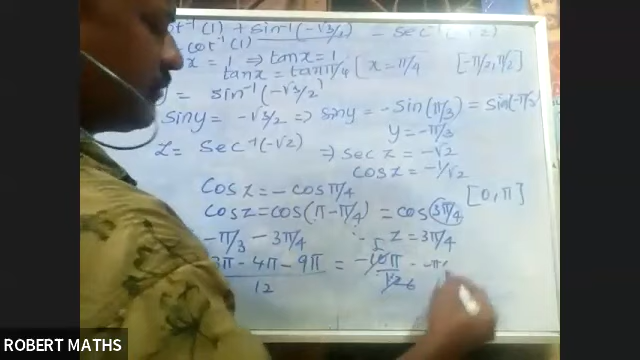 ot⁻¹(1) + sin⁻¹(-√3/4) - sec⁻¹(√2)
cot⁻¹(1)
x = 1 ⇒ tan x = 1
tan x = tan π/4 [ x = π/4 [-π/2, π/2]
= sin⁻¹(-√3/2)
sin y = -√3/2 ⇒ sin y = -sin(π/3) = sin(-π/3)
y = -π/3
Z = Sec⁻¹(-√2) ⇒ sec z = -√2
cos z = -1/√2
Cos z = -cos π/4
Cos z = cos(π - π/4) = cos 3π/4 [0, π]
-π/3 - 3π/4 ∴ z = 3π/4
3π - 4π - 9π / 12 = -10π / 12
5
6
ROBERT MATHS